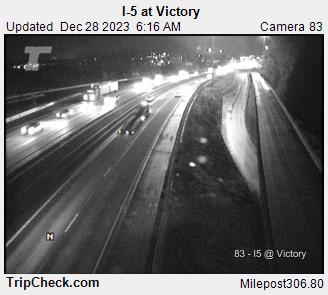 I-5 at Victory
Updated Dec 28 2023 6:16 AM Camera 83
T
N
83 - I5 @ Victory
TripCheck.com Milepost306.80